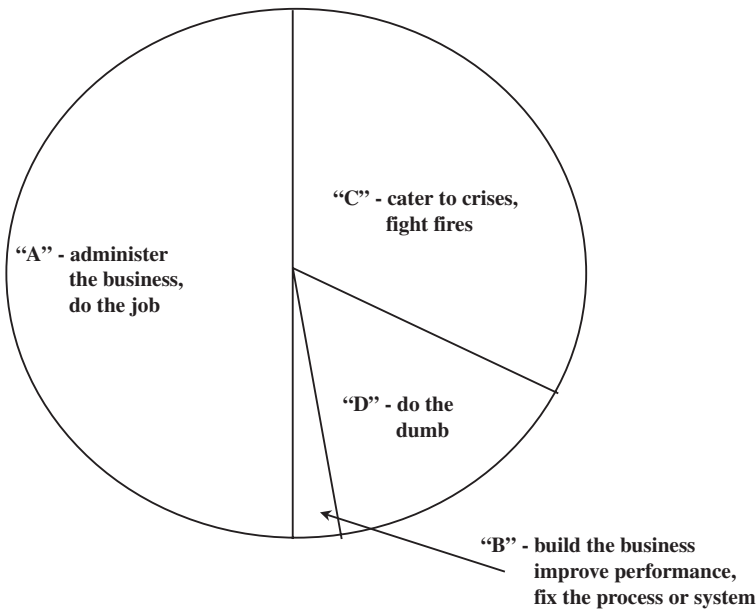 “C” - cater to crises,
fight fires
“A” - administer
the business,
do the job
“D” - do the
dumb
“B” - build the business
improve performance,
fix the process or system